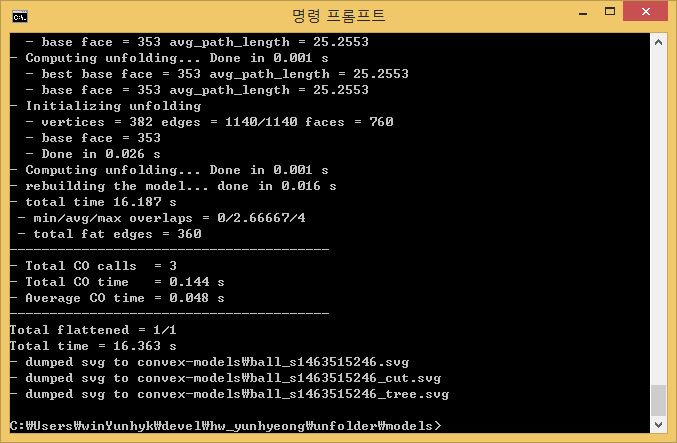 명령 프롬프트
- base face = 353 avg_path_length = 25.2553
- Computing unfolding... Done in 0.001 s
- best base face = 353 avg_path_length = 25.2553
- base face = 353 avg_path_length = 25.2553
- Initializing unfolding
- vertices = 382 edges = 1140/1140 faces = 760
- base face = 353
- Done in 0.026 s
- Computing unfolding... Done in 0.001 s
- rebuilding the model... done in 0.016 s
- total time 16.187 s
- min/avg/max overlaps = 0/2.66667/4
- total fat edges = 360
----------------------------------------
- Total CO calls  = 3
- Total CO time   = 0.144 s
- Average CO time = 0.048 s
----------------------------------------
Total flattened = 1/1
Total time = 16.363 s
- dumped svg to convex-models₩ball_s1463515246.svg
- dumped svg to convex-models₩ball_s1463515246_cut.svg
- dumped svg to convex-models₩ball_s1463515246_tree.svg
C:₩Users₩winYunhyk₩devel₩hw_yunhyeong₩unfolder₩models>